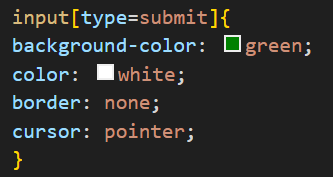 input[type=submit]{
background-color: green;
color: white;
border: none;
cursor: pointer;
}